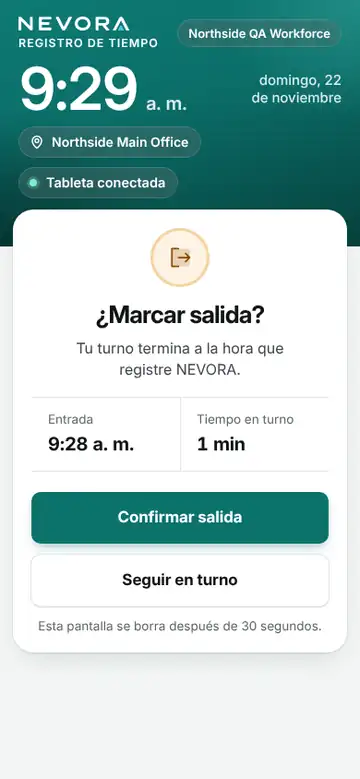 NEVORA
REGISTRO DE TIEMPO
Northside QA Workforce
9:29 a. m.
domingo, 22
de noviembre
Northside Main Office
Tableta conectada
¿Marcar salida?
Tu turno termina a la hora que
registre NEVORA.
Entrada
9:28 a. m.
Tiempo en turno
1 min
Confirmar salida
Seguir en turno
Esta pantalla se borra después de 30 segundos.